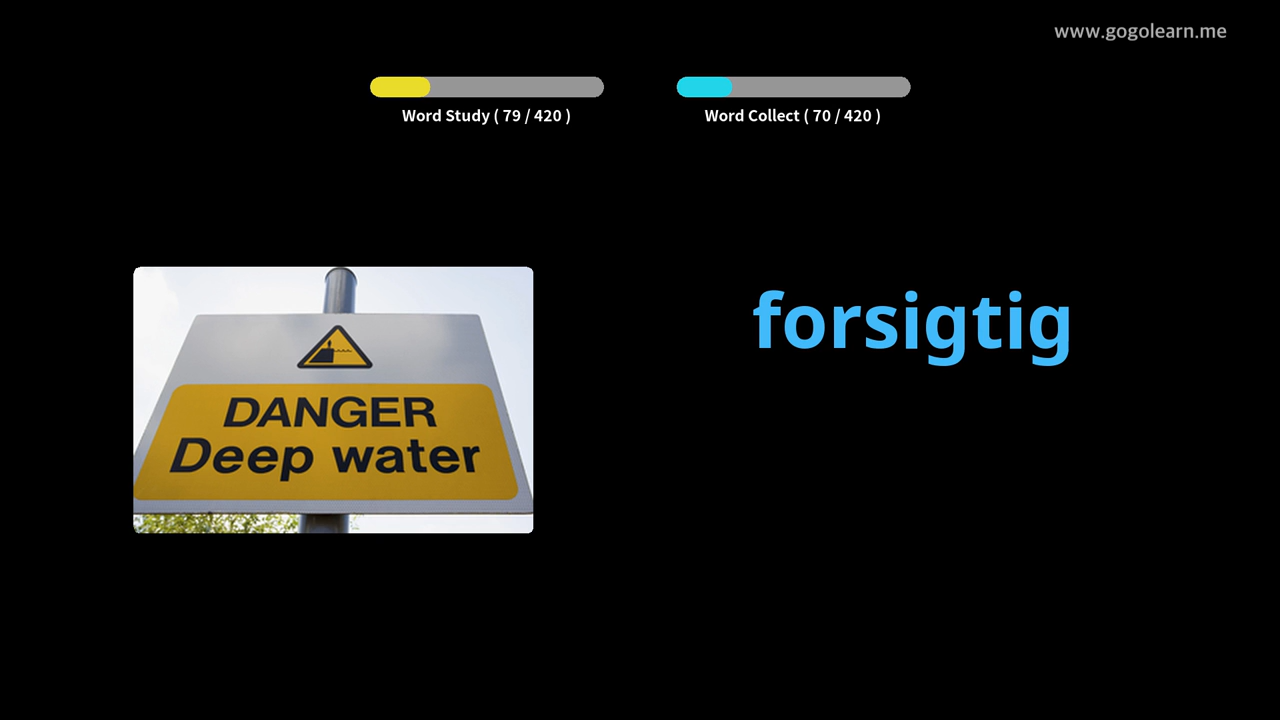 www.gogolearn.me
Word Study ( 79 / 420 )
Word Collect ( 70 / 420 )
DANGER
Deep water
forsigtig